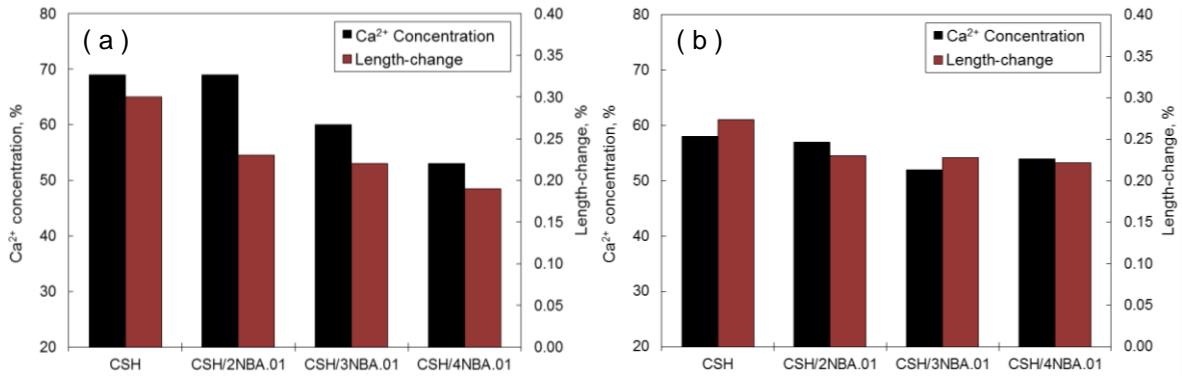 ( a )
Ca²⁺ Concentration
Length-change
80
70
60
50
40
30
20
Ca²⁺ concentration, %
0.40
0.35
0.30
0.25
0.20
0.15
0.10
0.05
0.00
Length-change, %
CSH CSH/2NBA.01 CSH/3NBA.01 CSH/4NBA.01
( b )
Ca²⁺ Concentration
Length-change
80
70
60
50
40
30
20
Ca²⁺ concentration, %
0.40
0.35
0.30
0.25
0.20
0.15
0.10
0.05
0.00
Length-change, %
CSH CSH/2NBA.01 CSH/3NBA.01 CSH/4NBA.01